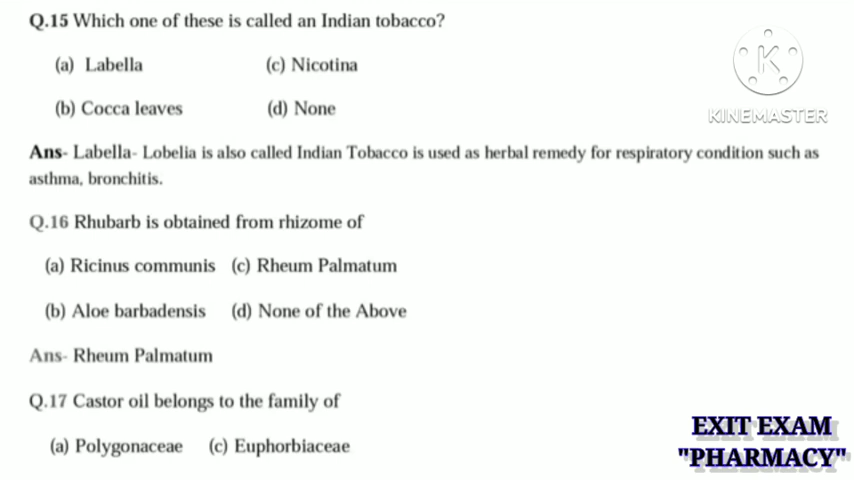 Q.15 Which one of these is called an Indian tobacco?
(a) Labella (c) Nicotina
(b) Cocca leaves (d) None
KINEMASTER
Ans- Labella- Lobelia is also called Indian Tobacco is used as herbal remedy for respiratory condition such as
asthma, bronchitis.
Q.16 Rhubarb is obtained from rhizome of
(a) Ricinus communis (c) Rheum Palmatum
(b) Aloe barbadensis (d) None of the Above
Ans- Rheum Palmatum
Q.17 Castor oil belongs to the family of
(a) Polygonaceae (c) Euphorbiaceae
EXIT EXAM
"PHARMACY"